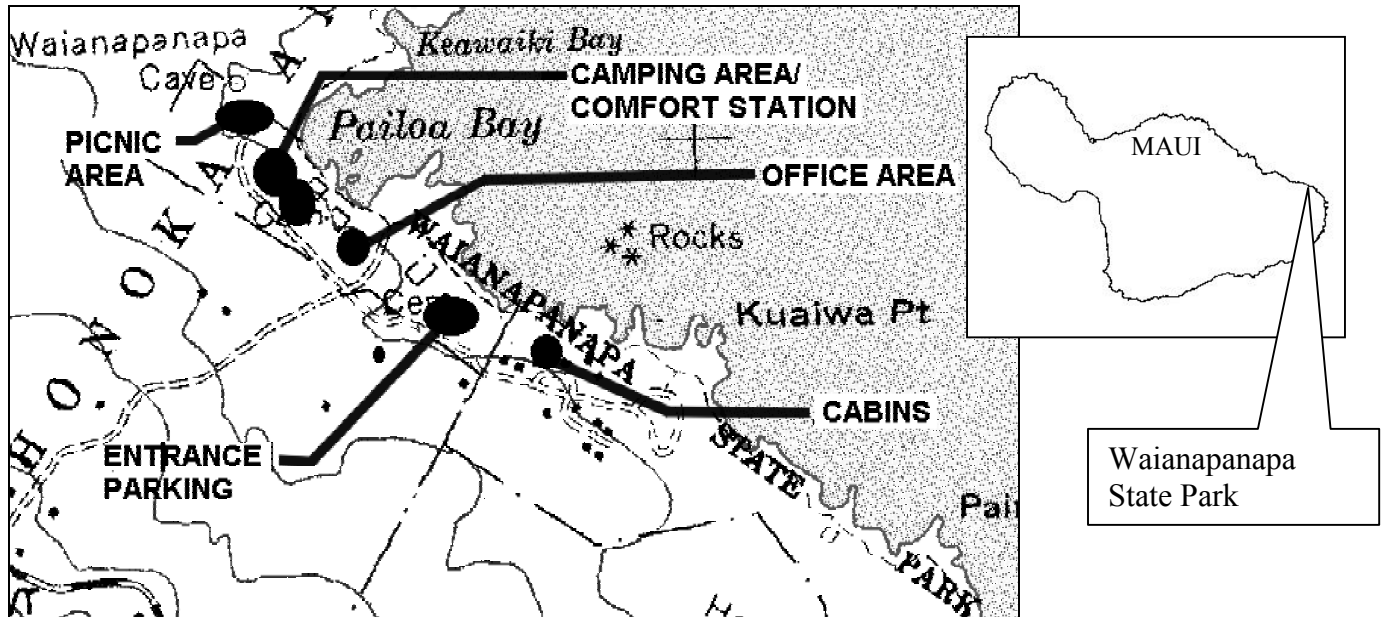 Waianapanapa
Cave
Keawaiki Bay
CAMPING AREA/
COMFORT STATION
Pailoa Bay
PICNIC
AREA
OFFICE AREA
Rocks
WAIANAPANAPA
STATE
PARK
Kuaiwa Pt
CABINS
ENTRANCE
PARKING
HONOKA
MAUI
Waianapanapa
State Park